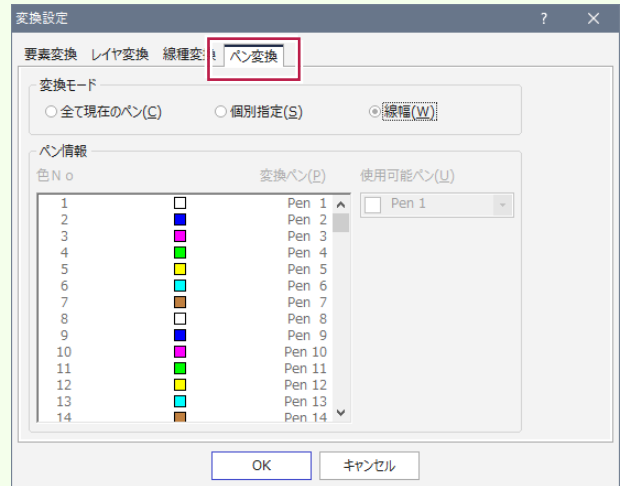 変換設定 ? ×
要素変換 レイヤ変換 線種変 ペン変換
変換モード
全て現在のペン(C) 個別指定(S) 線幅(W)
ペン情報
色No 変換ペン(P) 使用可能ペン(U)
1 Pen 1 Pen 1
2 Pen 2
3 Pen 3
4 Pen 4
5 Pen 5
6 Pen 6
7 Pen 7
8 Pen 8
9 Pen 9
10 Pen 10
11 Pen 11
12 Pen 12
13 Pen 13
14 Pen 14
OK キャンセル